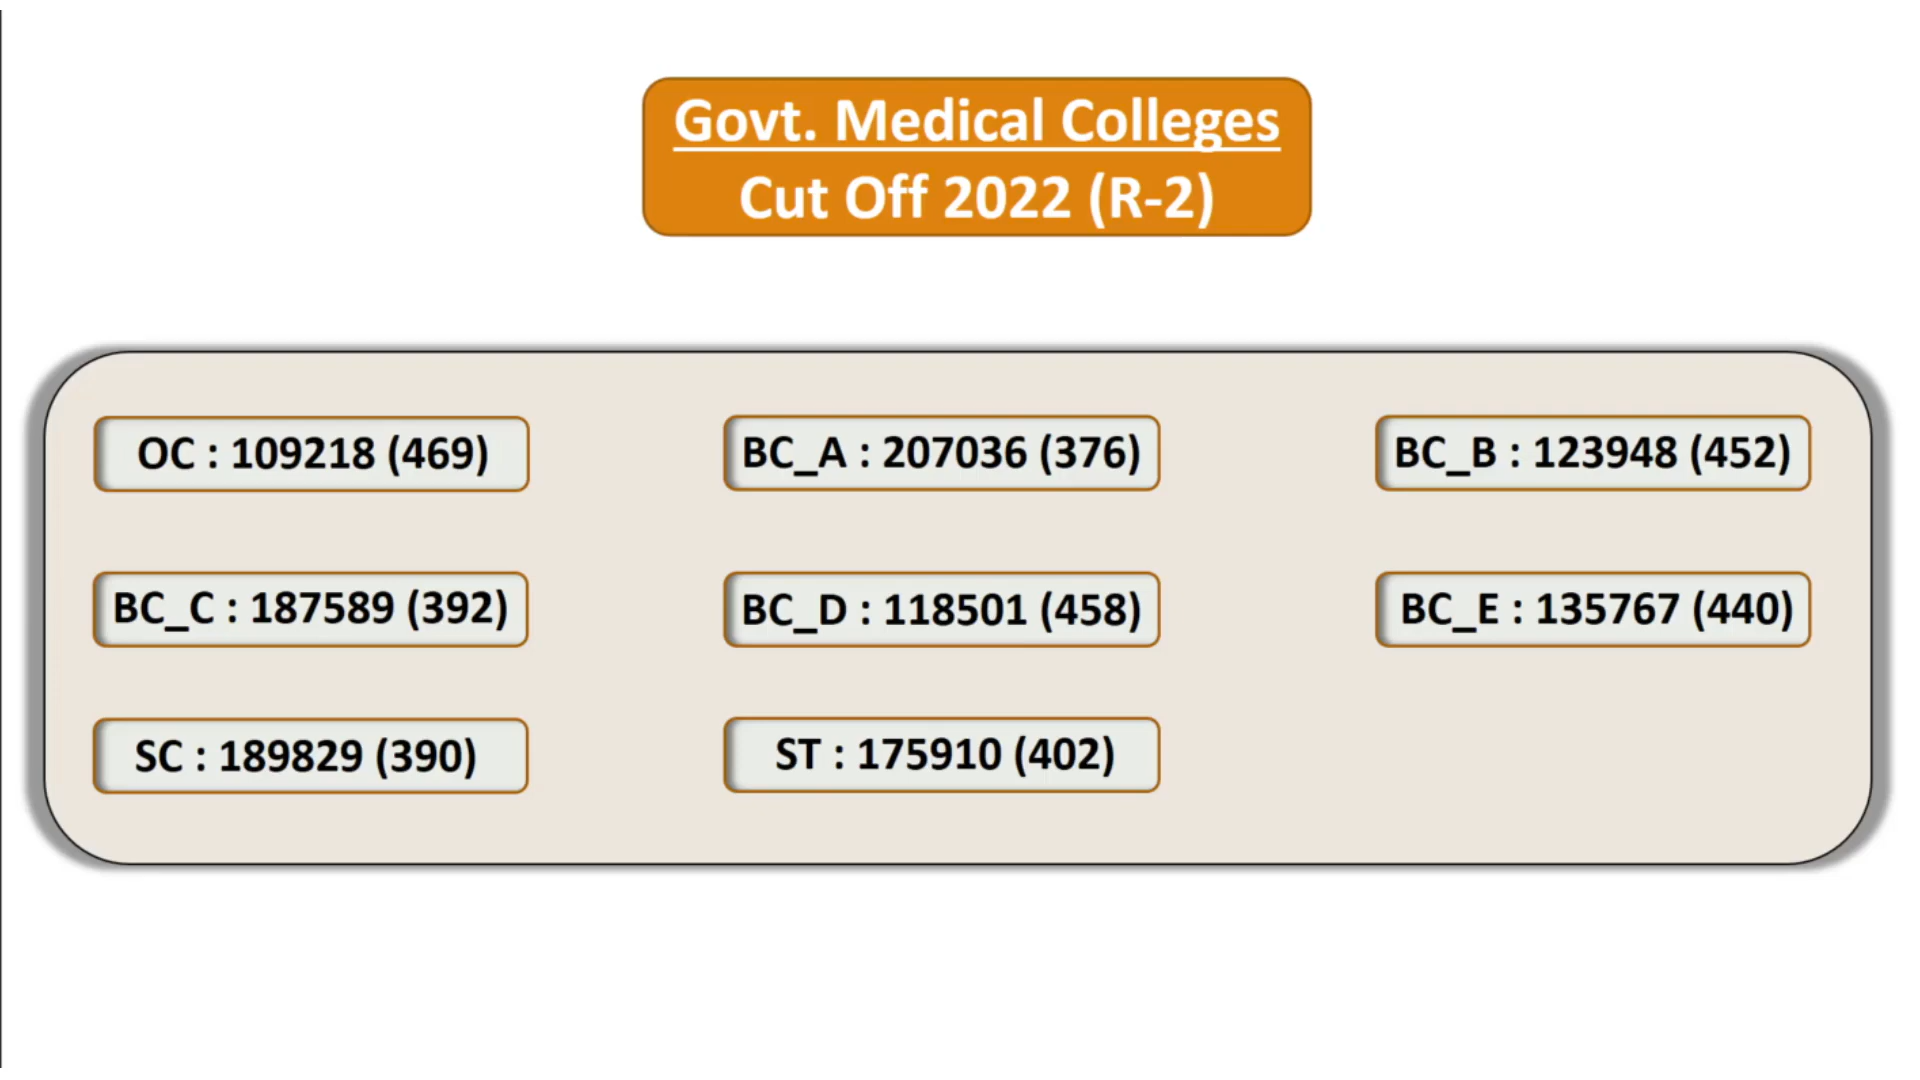 Govt. Medical Colleges
Cut Off 2022 (R-2)
OC : 109218 (469)
BC_A : 207036 (376)
BC_B : 123948 (452)
BC_C : 187589 (392)
BC_D : 118501 (458)
BC_E : 135767 (440)
SC : 189829 (390)
ST : 175910 (402)